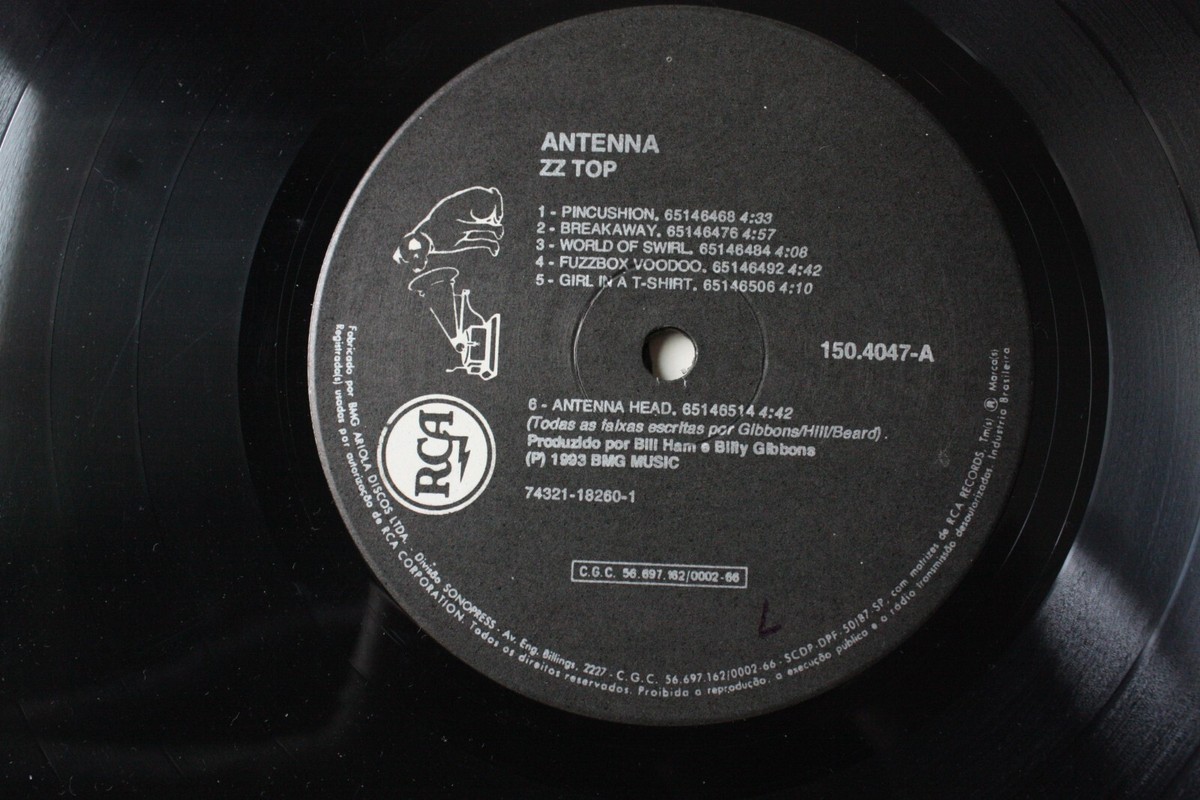 ANTENNA
ZZ TOP
1 - PINCUSHION. 65146468 4:33
2 - BREAKAWAY. 65146476 4:57
3 - WORLD OF SWIRL. 65146484 4:08
4 - FUZZBOX VOODOO. 65146492 4:42
5 - GIRL IN A T-SHIRT. 65146506 4:10
150.4047-A
6 - ANTENNA HEAD. 65146514 4:42
(Todas as faixas escritas por Gibbons/Hill/Beard)
Produzido por Bill Ham e Billy Gibbons
(P) 1993 BMG MUSIC
74321-18260-1
RCA
C.G.C. 56.697.162/0002-66
L
Fabricado por BMG ARIOLA DISCOS LTDA. Divisão SONOPRESS - Av. Eng. Billings, 2227 - C.G.C. 56.697.162/0002-66 - SCDP-DPF-50/87-SP, com matrizes de RCA RECORDS, Tm(s) ® Marca(s)
Registrada(s) usadas por autorização de RCA CORPORATION. Todos os direitos reservados. Proibida a reprodução, a execução pública e a rádio transmissão desautorizadas. Industria Brasileira